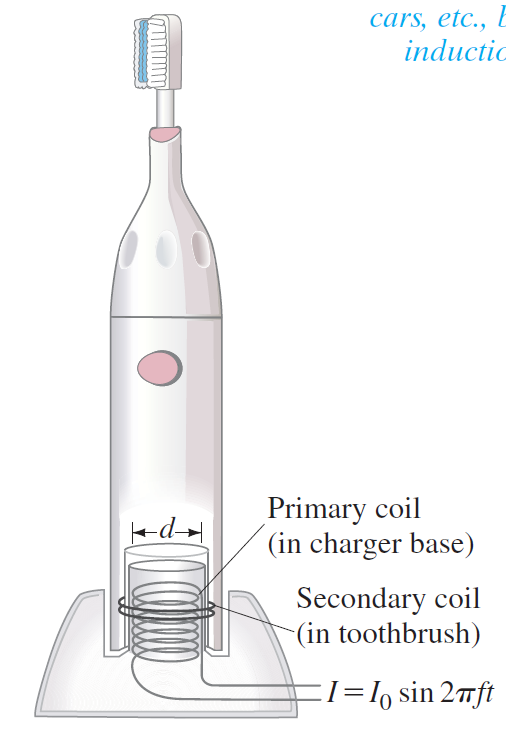 cars, etc., b
inductio
d
Primary coil
(in charger base)
Secondary coil
(in toothbrush)
I = I₀ sin 2πft